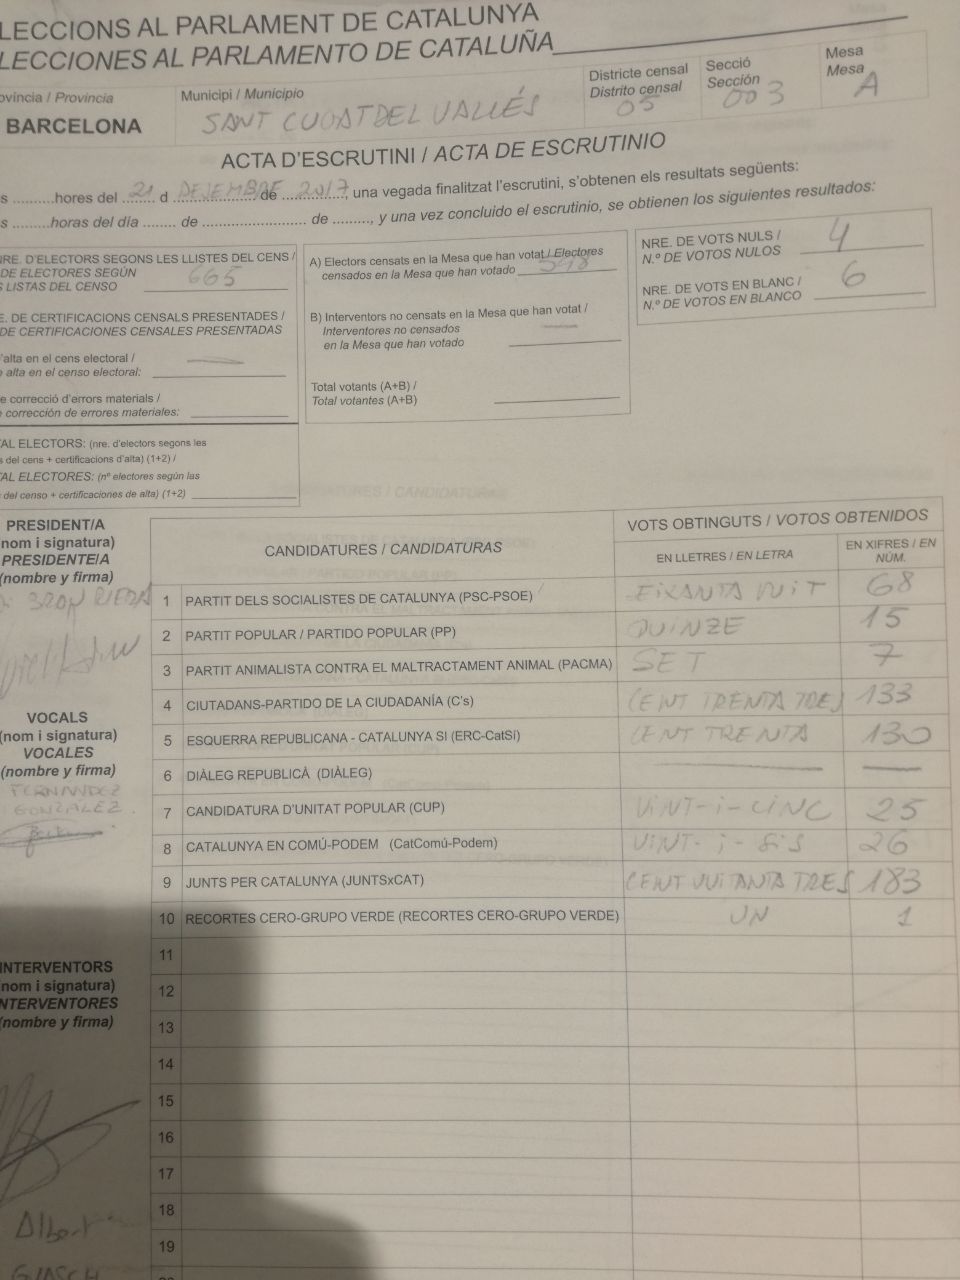 LECCIONS AL PARLAMENT DE CATALUNYA
LECCIONES AL PARLAMENTO DE CATALUÑA
ovíncia / Provincia
BARCELONA
Municipi / Municipio
SANT CUGAT DEL VALLÉS
Districte censal
Distrito censal
05
Secció
Sección
003
Mesa
Mesa
A
ACTA D'ESCRUTINI / ACTA DE ESCRUTINIO
s ..........hores del 21 d DESEMBRE de 2017, una vegada finalitzat l'escrutini, s'obtenen els resultats següents:
s ..........horas del día ........ de .......................... de ........., y una vez concluido el escrutinio, se obtienen los siguientes resultados:
NRE. D'ELECTORS SEGONS LES LLISTES DEL CENS /
DE ELECTORES SEGÚN
LISTAS DEL CENSO 665
E. DE CERTIFICACIONS CENSALS PRESENTADES /
DE CERTIFICACIONES CENSALES PRESENTADAS
'alta en el cens electoral /
alta en el censo electoral:
e correcció d'errors materials /
corrección de errores materiales:
AL ELECTORS: (nre. d'electors segons les
s del cens + certificacions d'alta) (1+2) /
AL ELECTORES: (nº electores según las
del censo + certificaciones de alta) (1+2)
A) Electors censats en la Mesa que han votat / Electores
censados en la Mesa que han votado 598
B) Interventors no censats en la Mesa que han votat /
Interventores no censados
en la Mesa que han votado
Total votants (A+B) /
Total votantes (A+B)
NRE. DE VOTS NULS /
N.º DE VOTOS NULOS 4
NRE. DE VOTS EN BLANC /
N.º DE VOTOS EN BLANCO 6
PRESIDENT/A
(nom i signatura)
PRESIDENTE/A
(nombre y firma)
RIERA
VOCALS
(nom i signatura)
VOCALES
(nombre y firma)
FERNANDEZ
GONZALEZ
INTERVENTORS
(nom i signatura)
INTERVENTORES
(nombre y firma)
Albert
GUASCH
CANDIDATURES / CANDIDATURAS
VOTS OBTINGUTS / VOTOS OBTENIDOS
EN LLETRES / EN LETRA
EN XIFRES / EN NÚM.
1 PARTIT DELS SOCIALISTES DE CATALUNYA (PSC-PSOE) EIXANTA VUIT 68
2 PARTIT POPULAR / PARTIDO POPULAR (PP) QUINZE 15
3 PARTIT ANIMALISTA CONTRA EL MALTRACTAMENT ANIMAL (PACMA) SET 7
4 CIUTADANS-PARTIDO DE LA CIUDADANÍA (C's) CENT TRENTA TRES 133
5 ESQUERRA REPUBLICANA - CATALUNYA SI (ERC-CatSí) CENT TRENTA 130
6 DIÀLEG REPUBLICÀ (DIÀLEG)
7 CANDIDATURA D'UNITAT POPULAR (CUP) VINT-i-CINC 25
8 CATALUNYA EN COMÚ-PODEM (CatComú-Podem) VINT-i-SIS 26
9 JUNTS PER CATALUNYA (JUNTSxCAT) CENT VUITANTA TRES 183
10 RECORTES CERO-GRUPO VERDE (RECORTES CERO-GRUPO VERDE) UN 1
11
12
13
14
15
16
17
18
19